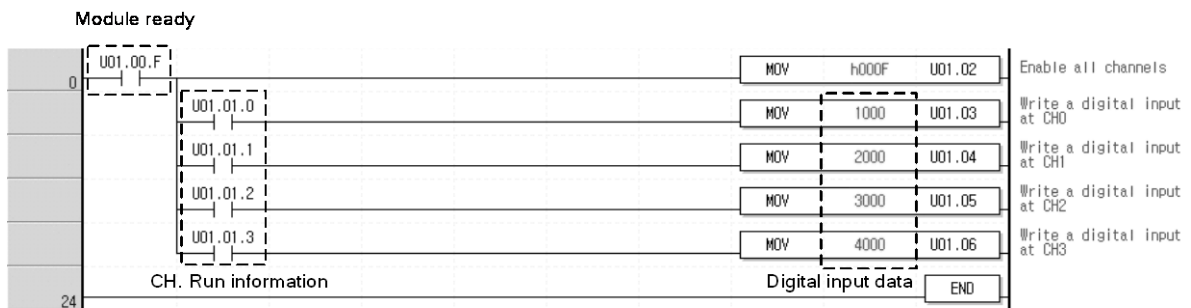 Module ready
U01.00.F
MOV h000F U01.02 Enable all channels
0
U01.01.0
MOV 1000 U01.03 Write a digital input at CH0
U01.01.1
MOV 2000 U01.04 Write a digital input at CH1
U01.01.2
MOV 3000 U01.05 Write a digital input at CH2
U01.01.3
MOV 4000 U01.06 Write a digital input at CH3
CH. Run information
Digital input data
END
24